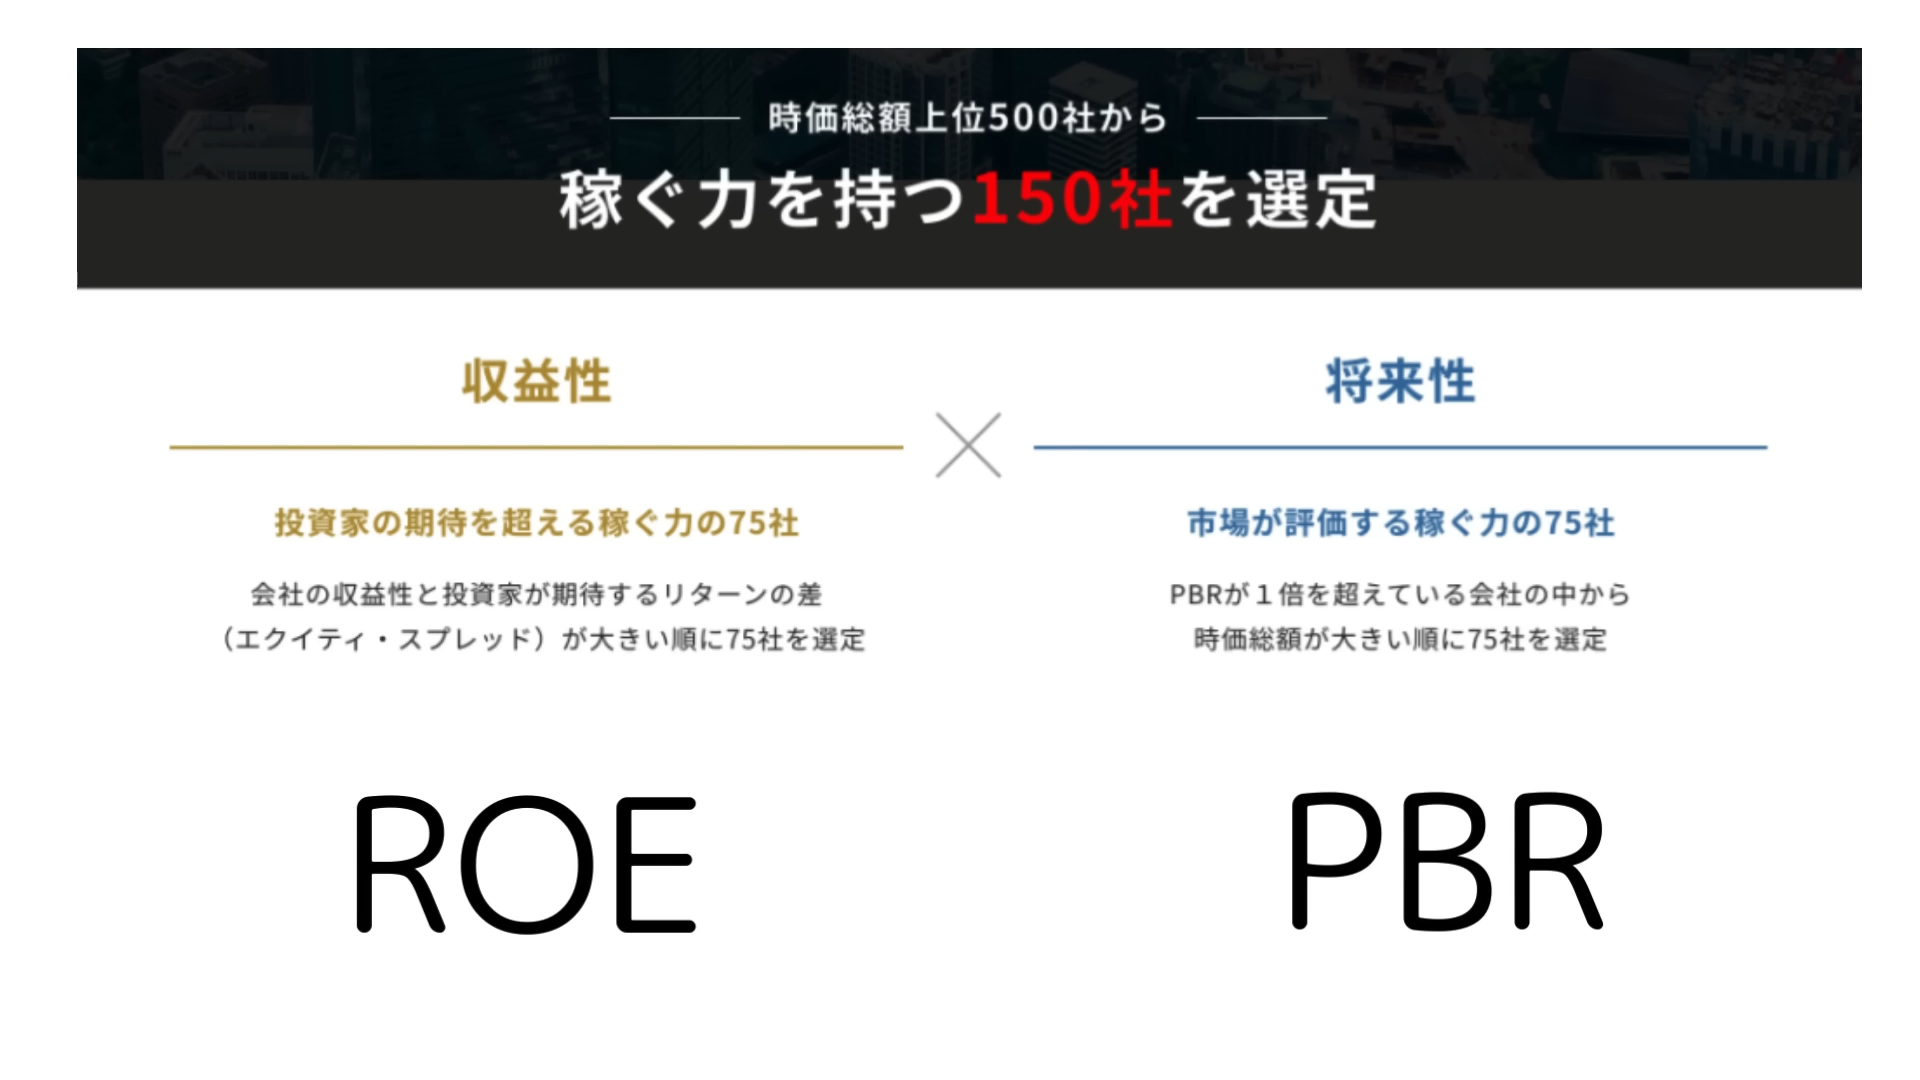 時価総額上位500社から
稼ぐ力を持つ150社を選定
収益性
投資家の期待を超える稼ぐ力の75社
会社の収益性と投資家が期待するリターンの差
（エクイティ・スプレッド）が大きい順に75社を選定
ROE
将来性
市場が評価する稼ぐ力の75社
PBRが１倍を超えている会社の中から
時価総額が大きい順に75社を選定
PBR